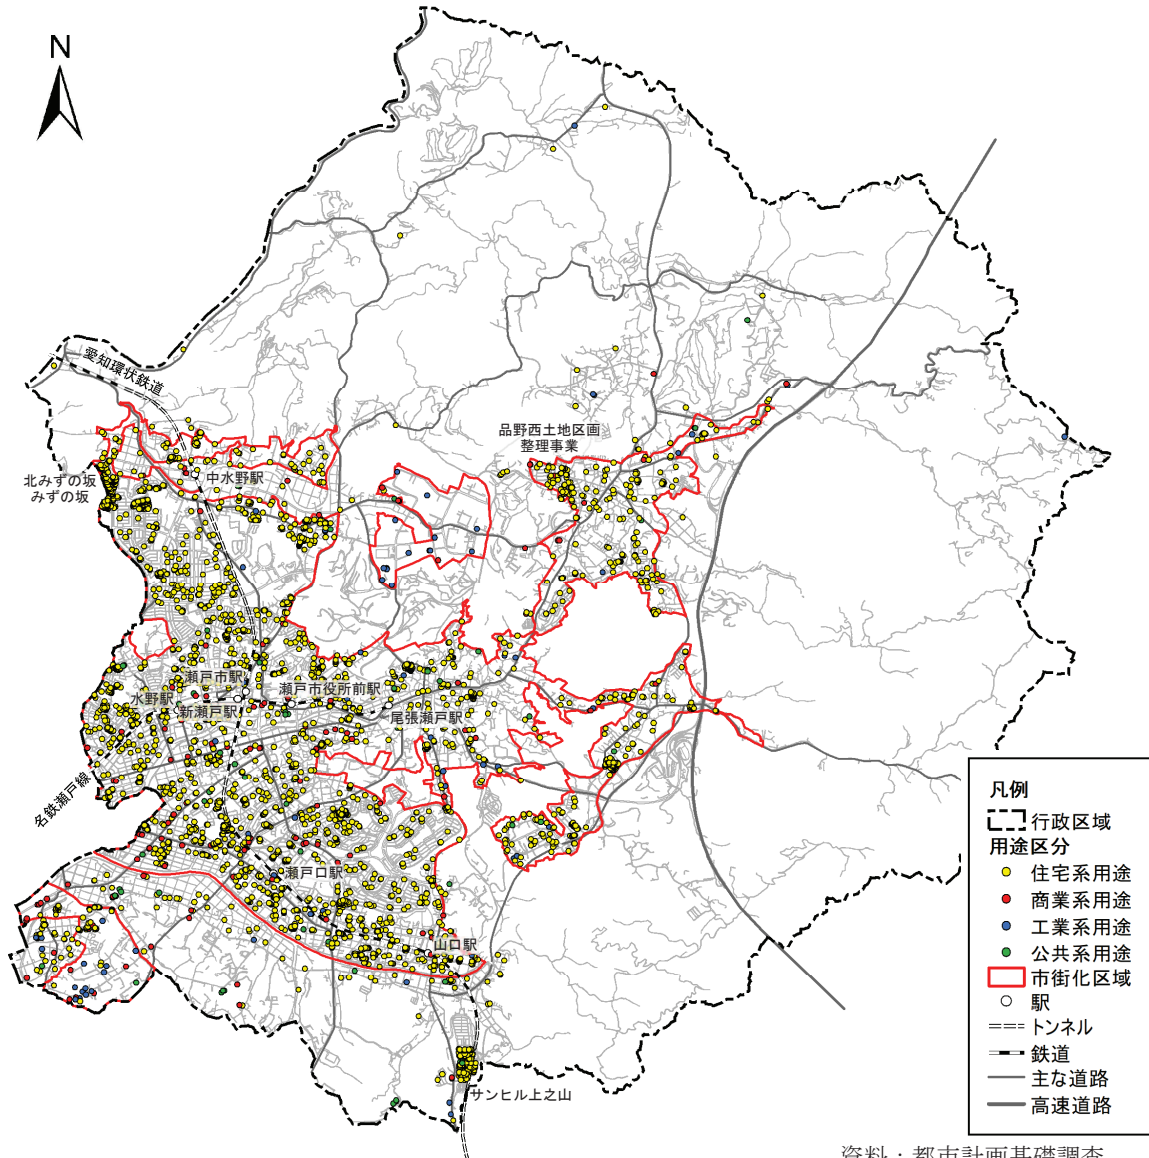 N
愛知環状鉄道
品野西土地区画
整理事業
北みずの坂
みずの坂
中水野駅
瀬戸市駅
瀬戸市役所前駅
水野駅
新瀬戸駅
尾張瀬戸駅
名鉄瀬戸線
瀬戸口駅
山口駅
サンヒル上之山
凡例
行政区域
用途区分
住宅系用途
商業系用途
工業系用途
公共系用途
市街化区域
駅
トンネル
鉄道
主な道路
高速道路
資料：都市計画基礎調査